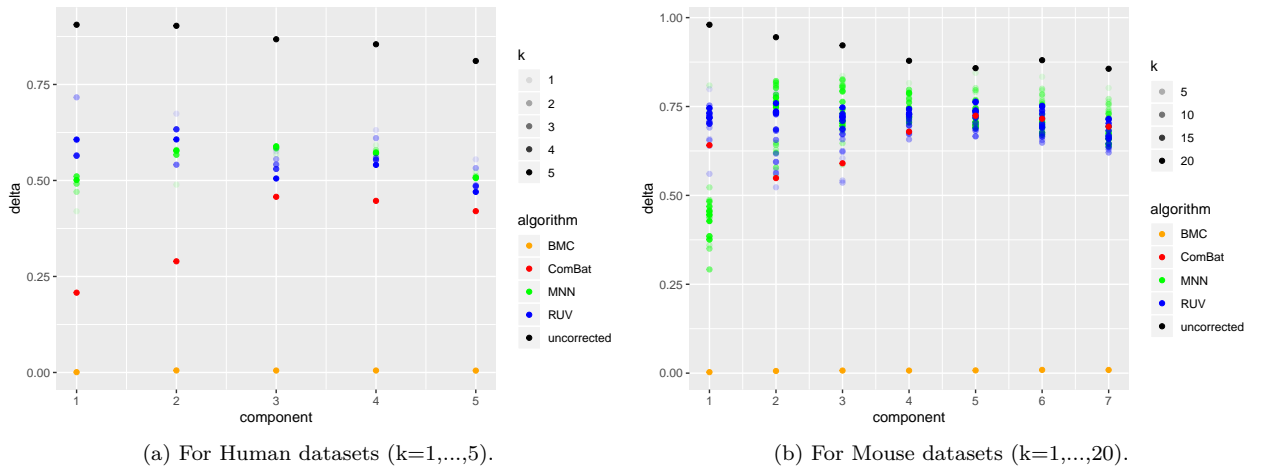 delta
0.75
0.50
0.25
0.00
1 2 3 4 5
component
k
1
2
3
4
5
algorithm
BMC
ComBat
MNN
RUV
uncorrected
(a) For Human datasets (k=1,...,5).
delta
1.00
0.75
0.50
0.25
0.00
1 2 3 4 5 6 7
component
k
5
10
15
20
algorithm
BMC
ComBat
MNN
RUV
uncorrected
(b) For Mouse datasets (k=1,...,20).